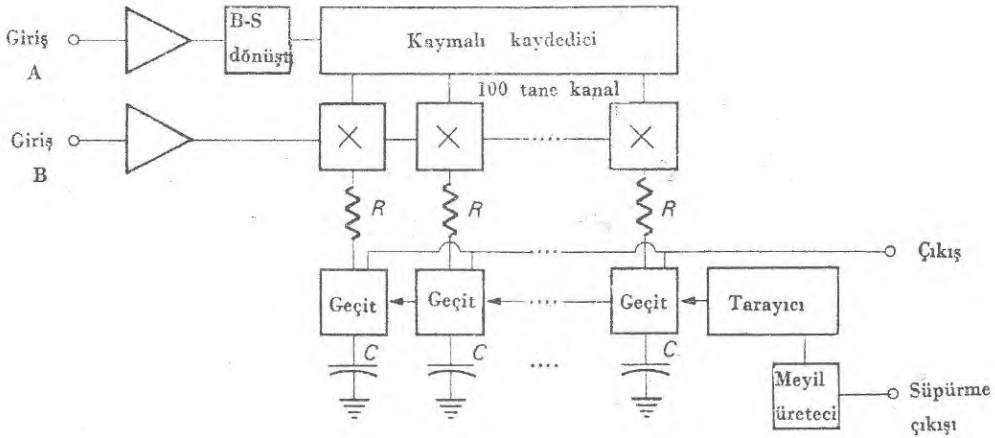 Giriş
A
B-S
dönüşt
Kaymalı kaydedici
100 tane kanal
Giriş
B
R
R
R
Çıkış
Geçit
Geçit
Geçit
Tarayıcı
C
C
C
Meyil
üreteci
Süpürme
çıkışı